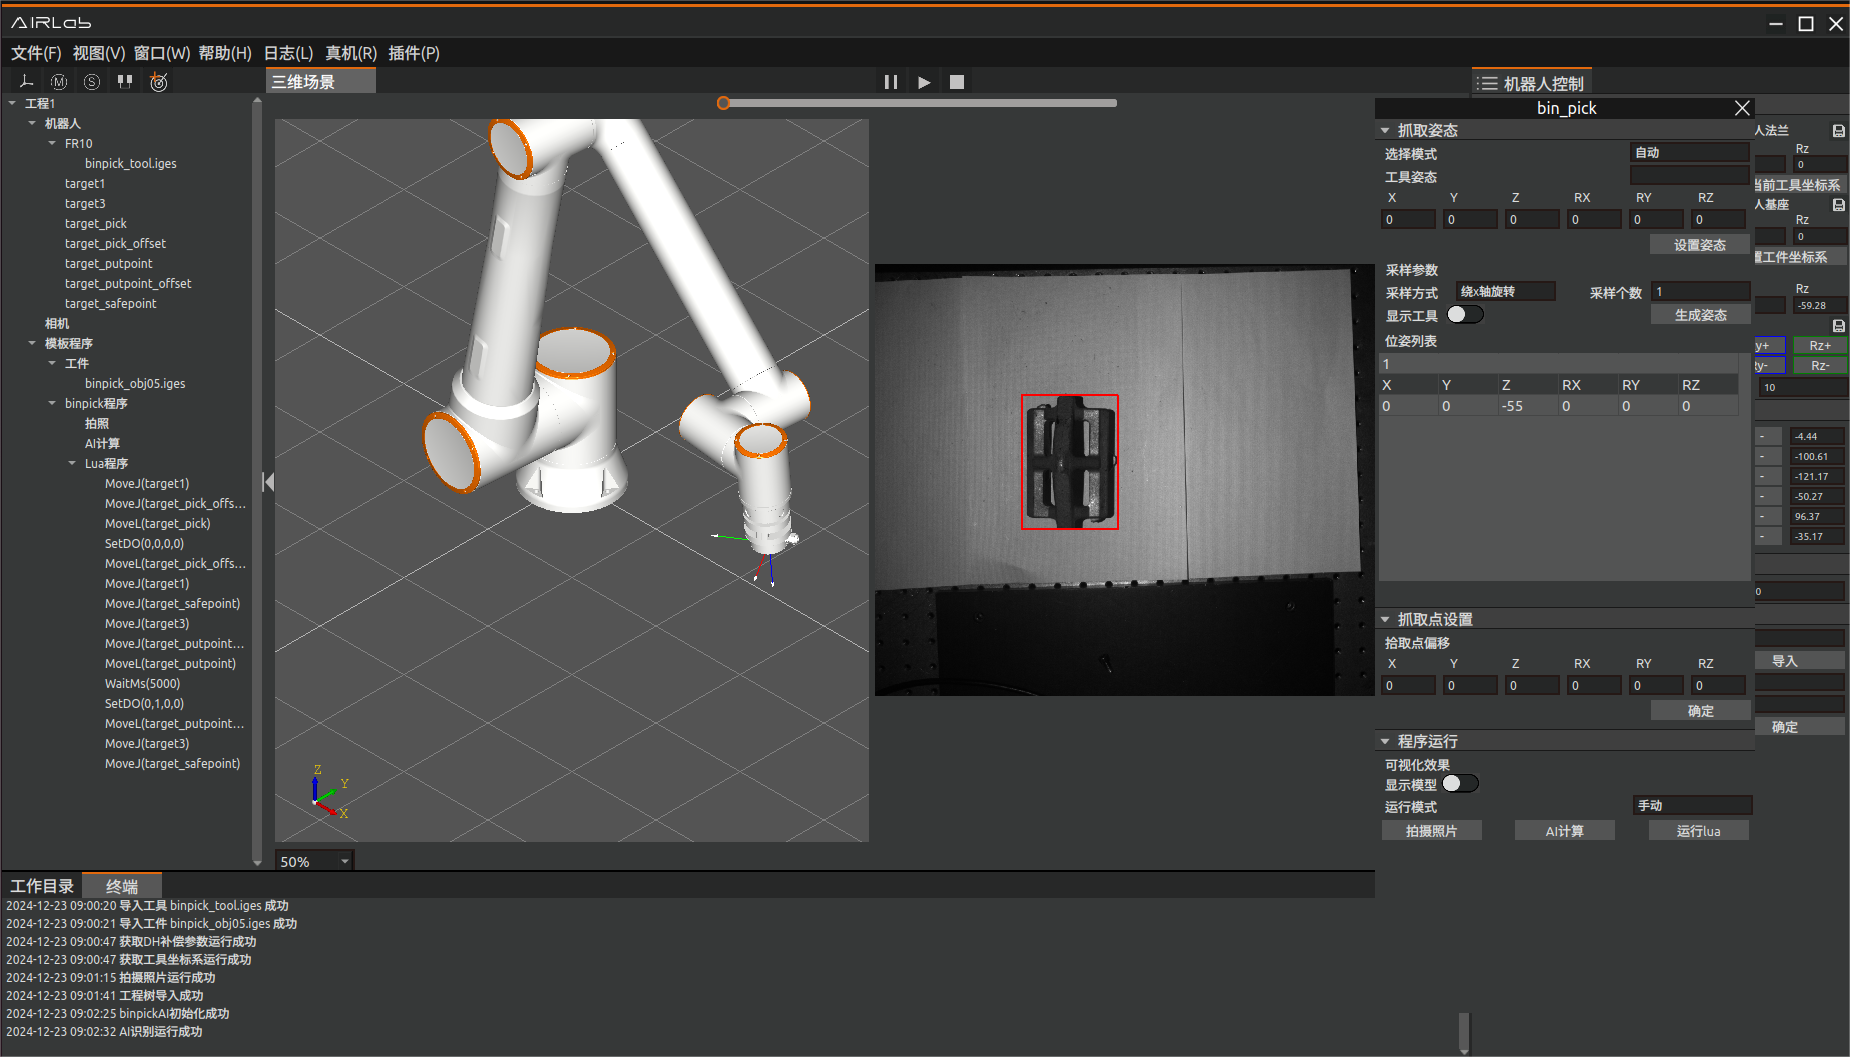 AIRLab
文件(F) 视图(V) 窗口(W) 帮助(H) 日志(L) 真机(R) 插件(P)
三维场景
机器人控制
工程1
机器人
FR10
binpick_tool.iges
target1
target3
target_pick
target_pick_offset
target_putpoint
target_putpoint_offset
target_safepoint
相机
模板程序
工件
binpick_obj05.iges
binpick程序
拍照
AI计算
Lua程序
MoveJ(target1)
MoveJ(target_pick_offs...
MoveL(target_pick)
SetDO(0,0,0,0)
MoveL(target_pick_offs...
MoveJ(target1)
MoveJ(target_safepoint)
MoveJ(target3)
MoveJ(target_putpoint...
MoveL(target_putpoint)
WaitMs(5000)
SetDO(0,1,0,0)
MoveL(target_putpoint...
MoveJ(target3)
MoveJ(target_safepoint)
Z
Y
X
50%
bin_pick
抓取姿态
选择模式 自动
工具姿态
X Y Z RX RY RZ
0 0 0 0 0 0
设置姿态
采样参数
采样方式 绕x轴旋转 采样个数 1
显示工具 生成姿态
位姿列表
1
X Y Z RX RY RZ
0 0 -55 0 0 0
抓取点设置
拾取点偏移
X Y Z RX RY RZ
0 0 0 0 0 0
确定
程序运行
可视化效果
显示模型
运行模式 手动
拍摄照片 AI计算 运行lua
人法兰
Rz
0
当前工具坐标系
人基座
Rz
0
置工件坐标系
Rz
-59.28
y+ Rz+
Ry- Rz-
10
- -4.44
- -100.61
- -121.17
- -50.27
- 96.37
- -35.17
0
导入
确定
工作目录 终端
2024-12-23 09:00:20 导入工具 binpick_tool.iges 成功
2024-12-23 09:00:21 导入工件 binpick_obj05.iges 成功
2024-12-23 09:00:47 获取DH补偿参数运行成功
2024-12-23 09:00:47 获取工具坐标系运行成功
2024-12-23 09:01:15 拍摄照片运行成功
2024-12-23 09:01:41 工程树导入成功
2024-12-23 09:02:25 binpickAI初始化成功
2024-12-23 09:02:32 AI识别运行成功